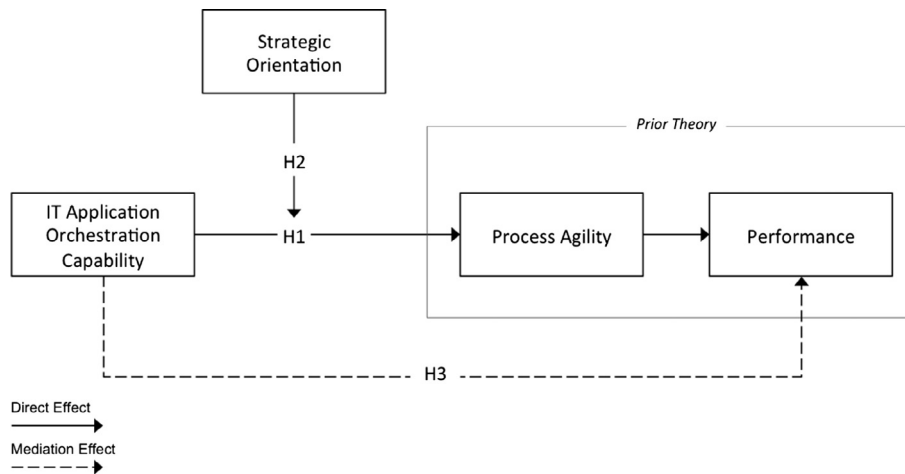 Strategic
Orientation
Prior Theory
H2
IT Application
Orchestration
Capability
H1
Process Agility
Performance
H3
Direct Effect
Mediation Effect